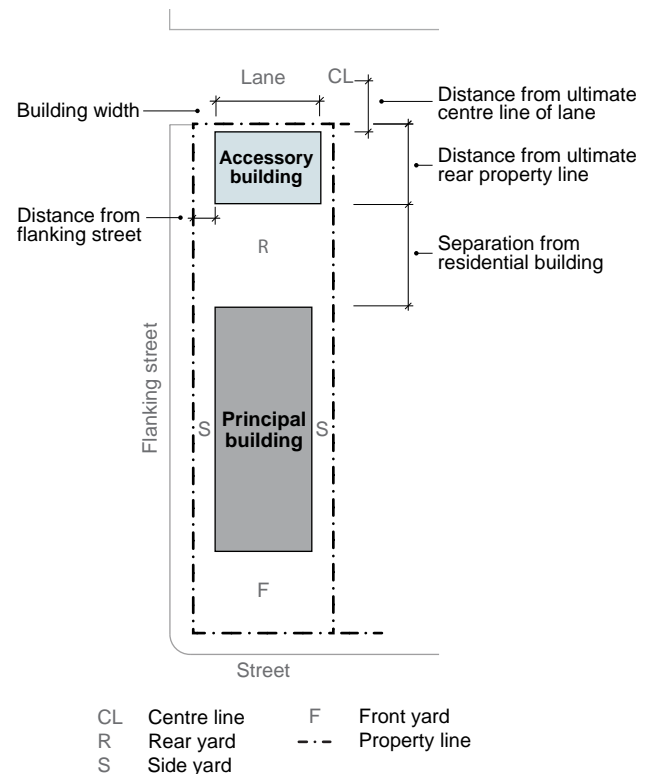 Lane
CL
Building width
Distance from ultimate
centre line of lane
Accessory
building
Distance from ultimate
rear property line
Distance from
flanking street
R
Separation from
residential building
Flanking street
S
Principal
building
S
F
Street
CL Centre line
R Rear yard
S Side yard
F Front yard
Property line